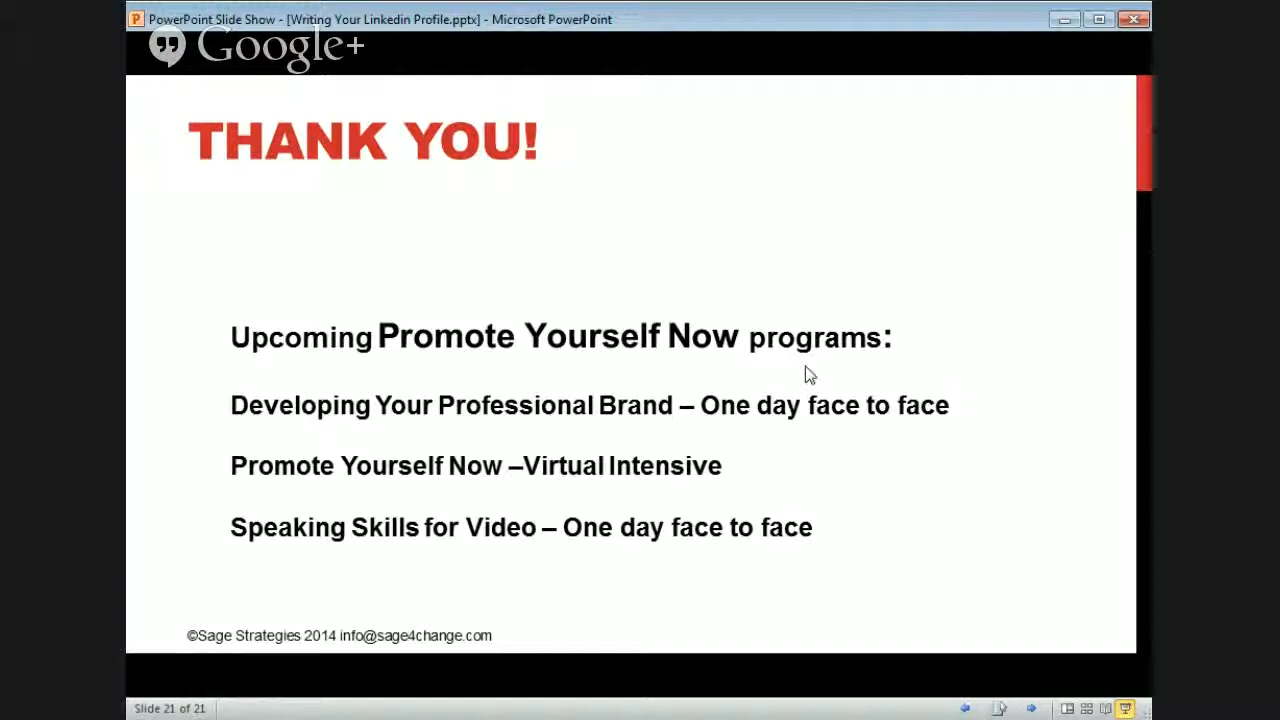 PowerPoint Slide Show - [Writing Your Linkedin Profile.pptx] - Microsoft PowerPoint
Google+
THANK YOU!
Upcoming Promote Yourself Now programs:
Developing Your Professional Brand – One day face to face
Promote Yourself Now –Virtual Intensive
Speaking Skills for Video – One day face to face
©Sage Strategies 2014 info@sage4change.com
Slide 21 of 21